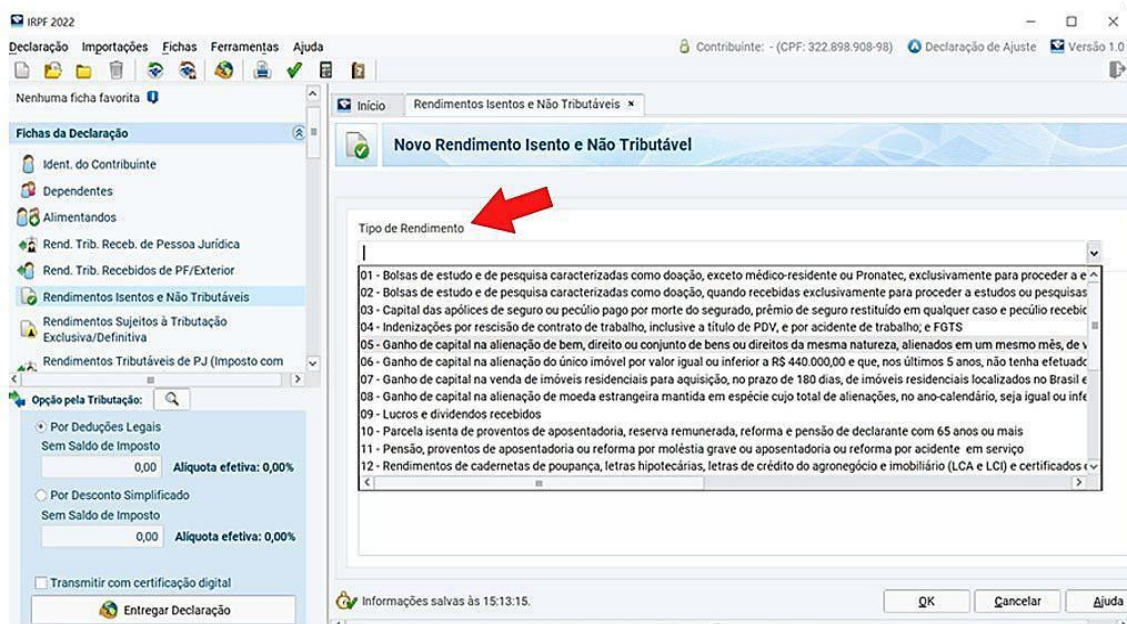 IRPF 2022
Declaração Importações Fichas Ferramentas Ajuda
Contribuinte: - (CPF: 322.898.908-98) Declaração de Ajuste Versão 1.0
Nenhuma ficha favorita
Início Rendimentos Isentos e Não Tributáveis
Fichas da Declaração
Novo Rendimento Isento e Não Tributável
Ident. do Contribuinte
Dependentes
Alimentandos
Rend. Trib. Receb. de Pessoa Jurídica
Rend. Trib. Recebidos de PF/Exterior
Rendimentos Isentos e Não Tributáveis
Rendimentos Sujeitos à Tributação
Exclusiva/Definitiva
Rendimentos Tributáveis de PJ (Imposto com
Tipo de Rendimento
01 - Bolsas de estudo e de pesquisa caracterizadas como doação, exceto médico-residente ou Pronatec, exclusivamente para proceder a e
02 - Bolsas de estudo e de pesquisa caracterizadas como doação, quando recebidas exclusivamente para proceder a estudos ou pesquisas
03 - Capital das apólices de seguro ou pecúlio pago por morte do segurado, prêmio de seguro restituído em qualquer caso e pecúlio recebic
04 - Indenizações por rescisão de contrato de trabalho, inclusive a título de PDV, e por acidente de trabalho; e FGTS
05 - Ganho de capital na alienação de bem, direito ou conjunto de bens ou direitos da mesma natureza, alienados em um mesmo mês, de v
06 - Ganho de capital na alienação do único imóvel por valor igual ou inferior a R$ 440.000,00 e que, nos últimos 5 anos, não tenha efetuado
07 - Ganho de capital na venda de imóveis residenciais para aquisição, no prazo de 180 dias, de imóveis residenciais localizados no Brasil e
08 - Ganho de capital na alienação de moeda estrangeira mantida em espécie cujo total de alienações, no ano-calendário, seja igual ou infe
09 - Lucros e dividendos recebidos
10 - Parcela isenta de proventos de aposentadoria, reserva remunerada, reforma e pensão de declarante com 65 anos ou mais
11 - Pensão, proventos de aposentadoria ou reforma por moléstia grave ou aposentadoria ou reforma por acidente em serviço
12 - Rendimentos de cadernetas de poupança, letras hipotecárias, letras de crédito do agronegócio e imobiliário (LCA e LCI) e certificados
Opção pela Tributação:
Por Deduções Legais
Sem Saldo de Imposto
0,00 Alíquota efetiva: 0,00%
Por Desconto Simplificado
Sem Saldo de Imposto
0,00 Alíquota efetiva: 0,00%
Transmitir com certificação digital
Entregar Declaração
Informações salvas às 15:13:15.
OK Cancelar Ajuda